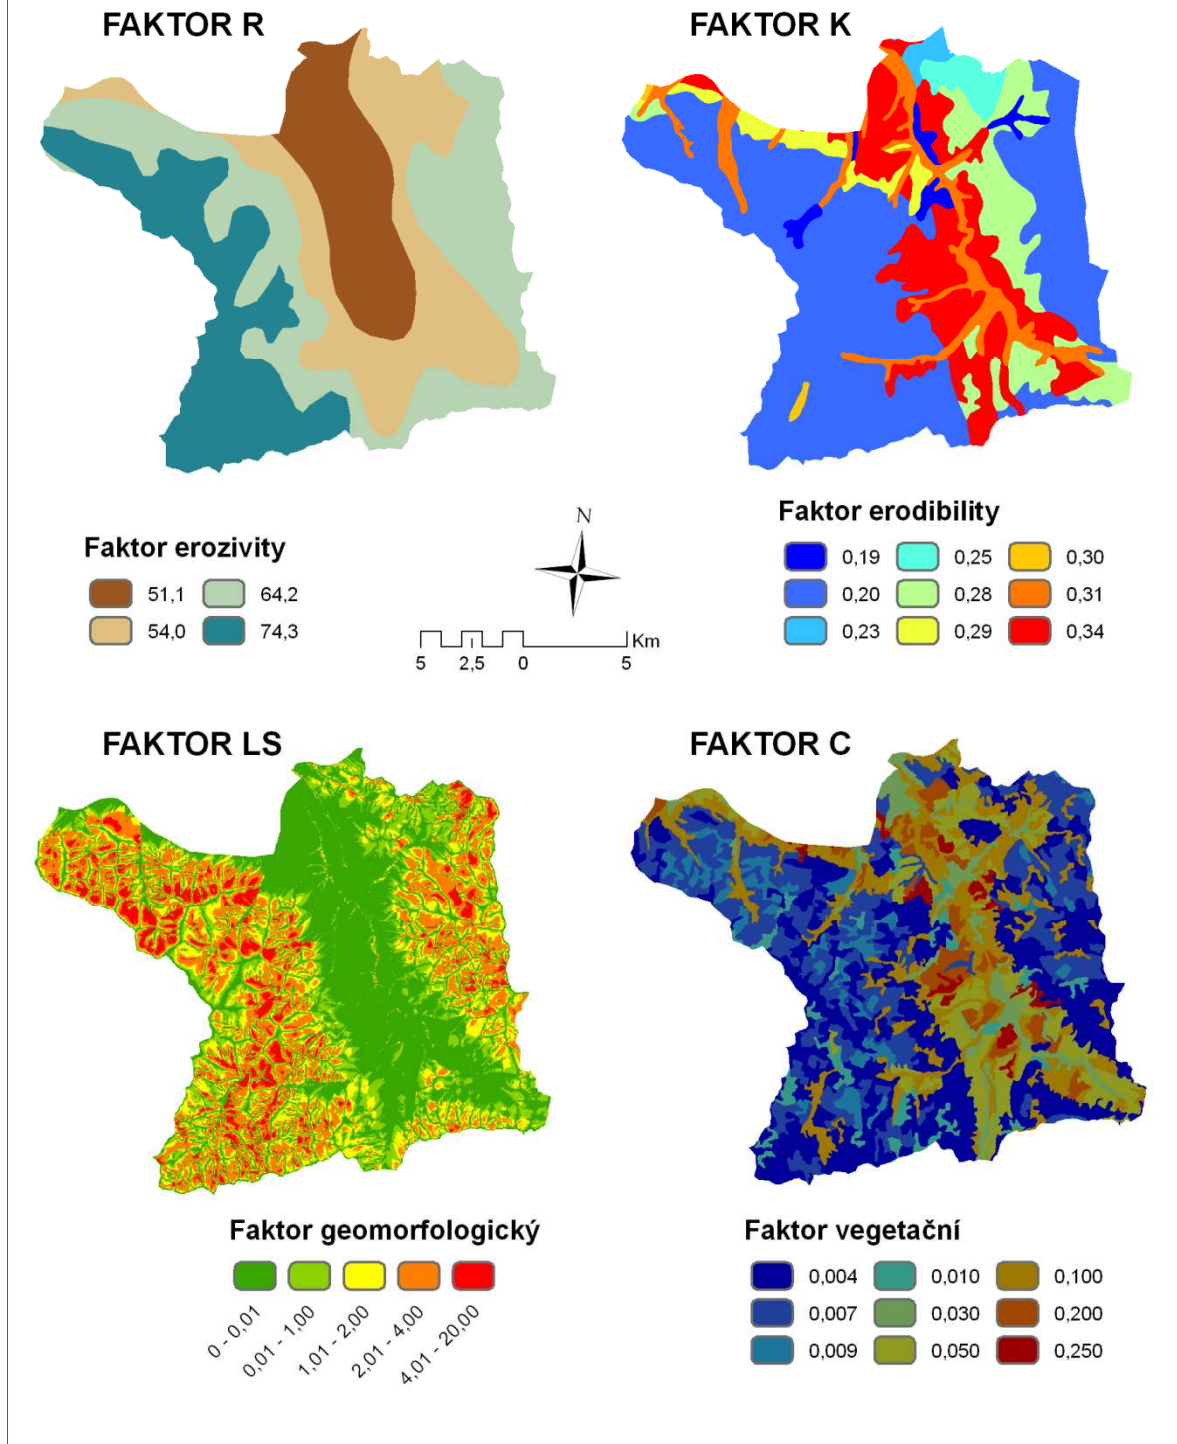 FAKTOR R
FAKTOR K
Faktor erozivity
51,1 64,2
54,0 74,3
N
Km
5 2,5 0 5
Faktor erodibility
0,19 0,25 0,30
0,20 0,28 0,31
0,23 0,29 0,34
FAKTOR LS
FAKTOR C
Faktor geomorfologický
0 - 0,01
0,01 - 1,00
1,01 - 2,00
2,01 - 4,00
4,01 - 20,00
Faktor vegetační
0,004 0,010 0,100
0,007 0,030 0,200
0,009 0,050 0,250